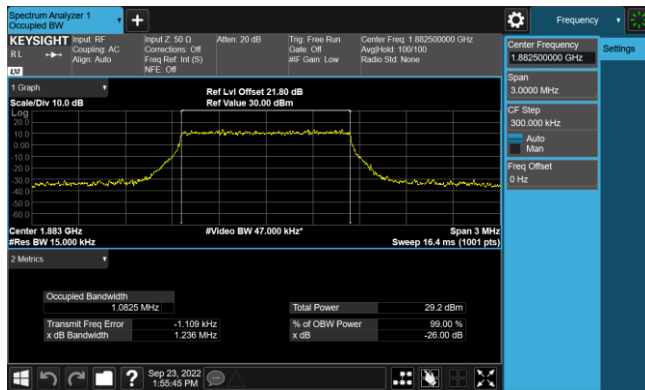 Spectrum Analyzer 1
Occupied BW
Frequency
KEYSIGHT
Input: RF
Coupling: AC
Align: Auto
Input Z: 50 Ω
Corrections: Off
Freq Ref: Int (S)
NFE: Off
Atten: 20 dB
Trig: Free Run
Gate: Off
#IF Gain: Low
Center Freq: 1.882500000 GHz
Avg|Hold: 100/100
Radio Std: None
R L
LXI
Center Frequency
1.882500000 GHz
Settings
Span
3.0000 MHz
CF Step
300.000 kHz
Auto
Man
Freq Offset
0 Hz
1 Graph
Scale/Div 10.0 dB
Ref Lvl Offset 21.80 dB
Ref Value 30.00 dBm
Log
20.0
10.0
0.00
-10.0
-20.0
-30.0
-40.0
-50.0
-60.0
Center 1.883 GHz
#Res BW 15.000 kHz
#Video BW 47.000 kHz*
Span 3 MHz
Sweep 16.4 ms (1001 pts)
2 Metrics
Occupied Bandwidth
1.0825 MHz
Total Power 29.2 dBm
Transmit Freq Error -1.109 kHz
% of OBW Power 99.00 %
x dB Bandwidth 1.236 MHz
x dB -26.00 dB
?
Sep 23, 2022
1:55:45 PM